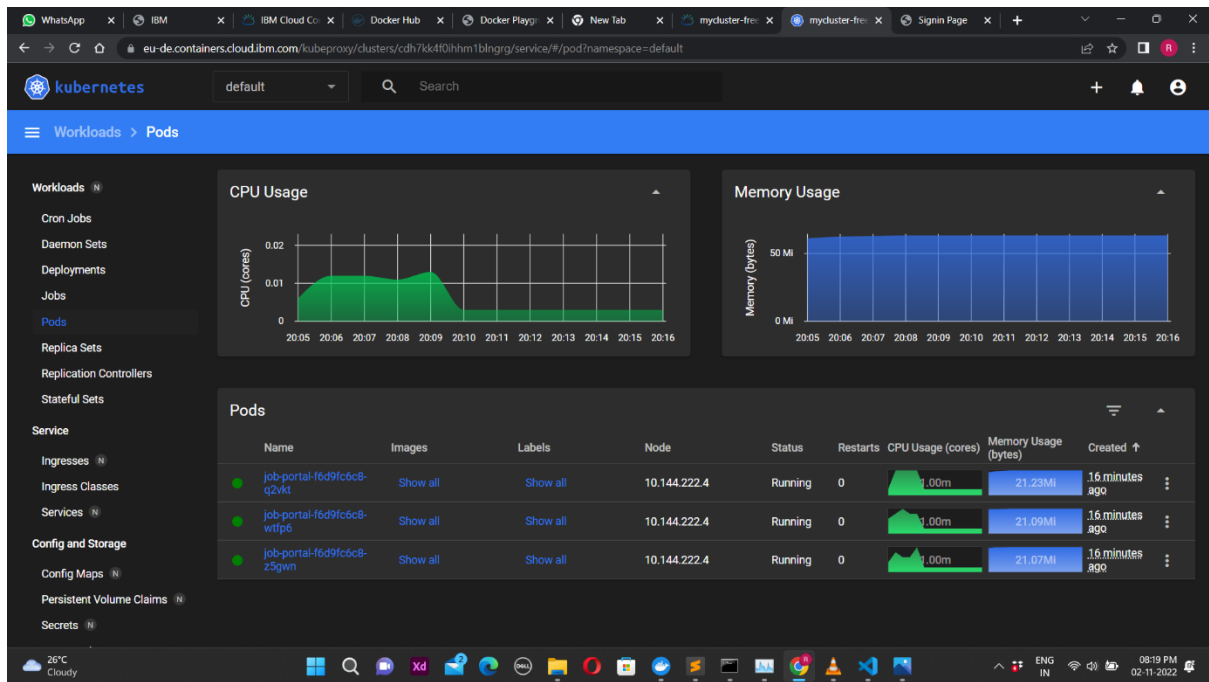 WhatsApp
IBM
IBM Cloud Co
Docker Hub
Docker Playgr
New Tab
mycluster-free
mycluster-free
Signin Page
eu-de.containers.cloud.ibm.com/kubeproxy/clusters/cdh7kk4f0ihhm1blngrg/service/#/pod?namespace=default
R
kubernetes
default
Search
Workloads > Pods
Workloads N
Cron Jobs
Daemon Sets
Deployments
Jobs
Pods
Replica Sets
Replication Controllers
Stateful Sets
Service
Ingresses N
Ingress Classes
Services N
Config and Storage
Config Maps N
Persistent Volume Claims N
Secrets N
CPU Usage
CPU (cores)
0.02
0.01
0
20:05 20:06 20:07 20:08 20:09 20:10 20:11 20:12 20:13 20:14 20:15 20:16
Memory Usage
Memory (bytes)
50 Mi
0 Mi
20:05 20:06 20:07 20:08 20:09 20:10 20:11 20:12 20:13 20:14 20:15 20:16
Pods
Name Images Labels Node Status Restarts CPU Usage (cores) Memory Usage (bytes) Created
job-portal-f6d9fc6c8-q2vkt Show all Show all 10.144.222.4 Running 0 1.00m 21.23Mi 16 minutes ago
job-portal-f6d9fc6c8-wtfp6 Show all Show all 10.144.222.4 Running 0 1.00m 21.09Mi 16 minutes ago
job-portal-f6d9fc6c8-z5gwn Show all Show all 10.144.222.4 Running 0 1.00m 21.07Mi 16 minutes ago
26°C
Cloudy
Xd
2
DELL
R
ENG
IN
08:19 PM
02-11-2022